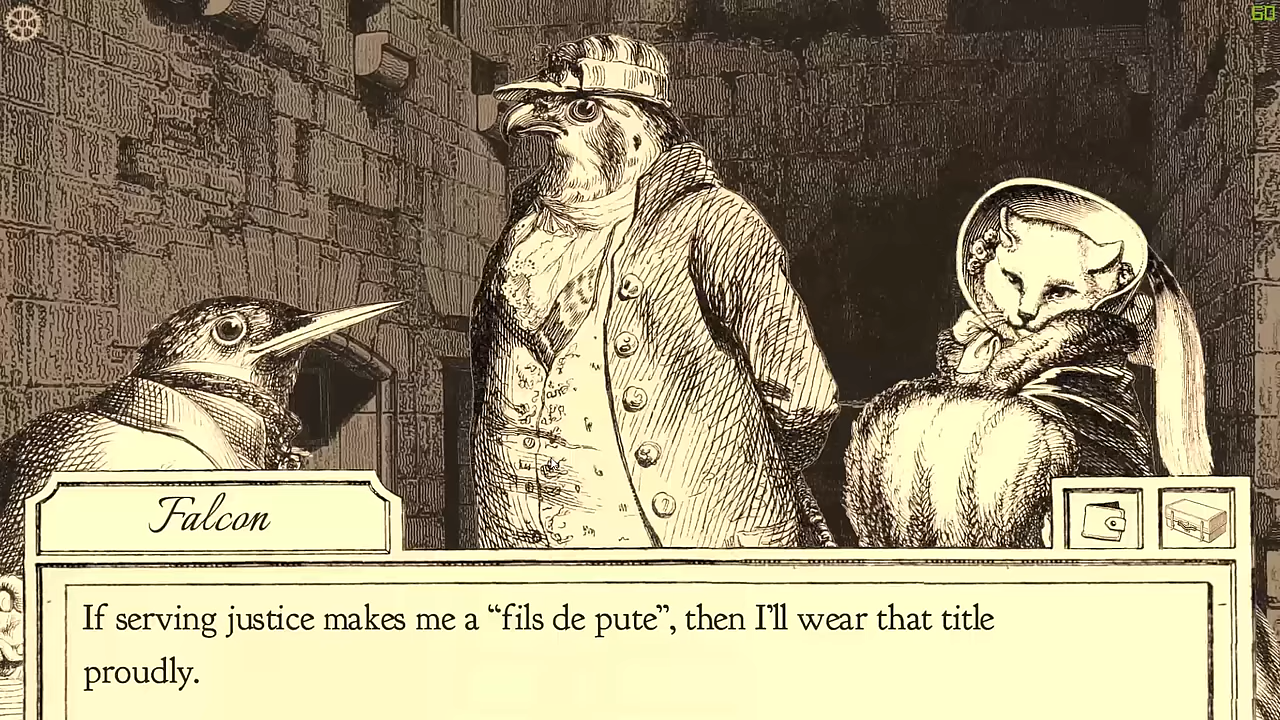 60
Falcon
If serving justice makes me a “fils de pute”, then I’ll wear that title
proudly.